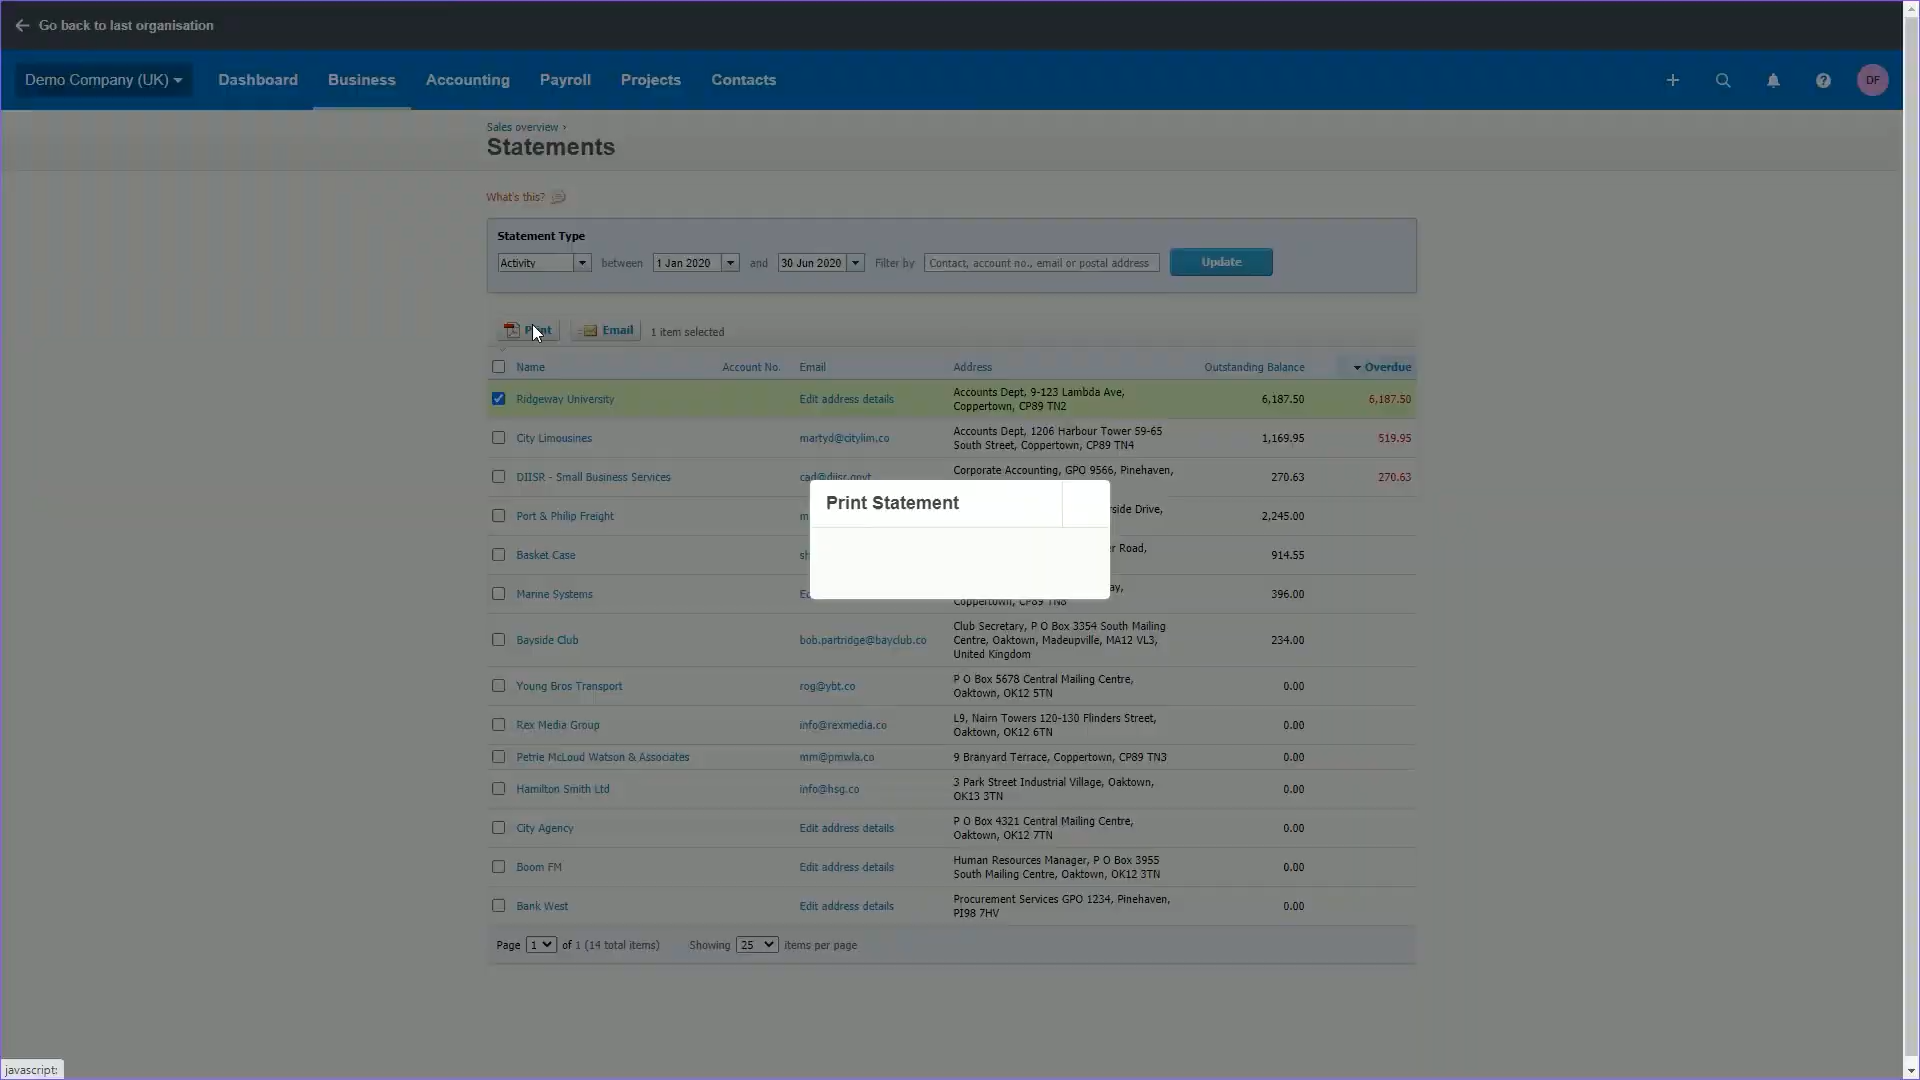 Go back to last organisation
Demo Company (UK) Dashboard Business Accounting Payroll Projects Contacts DF
Sales overview ›
Statements
What's this?
Statement Type
Activity between 1 Jan 2020 and 30 Jun 2020 Filter by Contact, account no., email or postal address Update
Print Email 1 item selected
Name Account No. Email Address Outstanding Balance Overdue
Ridgeway University Edit address details Accounts Dept, 9-123 Lambda Ave, 6,187.50 6,187.50
Coppertown, CP89 TN2
City Limousines martyd@citylim.co Accounts Dept, 1206 Harbour Tower 59-65 1,169.95 519.95
South Street, Coppertown, CP89 TN4
DIISR - Small Business Services cad@diisr.govt Corporate Accounting, GPO 9566, Pinehaven, 270.63 270.63
Print Statement
Port & Philip Freight m side Drive, 2,245.00
Basket Case sh r Road, 914.55
Marine Systems Ed ay, 396.00
Coppertown, CP89 TN8
Bayside Club bob.partridge@bayclub.co Club Secretary, P O Box 3354 South Mailing 234.00
Centre, Oaktown, Madeupville, MA12 VL3,
United Kingdom
Young Bros Transport rog@ybt.co P O Box 5678 Central Mailing Centre, 0.00
Oaktown, OK12 5TN
Rex Media Group info@rexmedia.co L9, Nairn Towers 120-130 Flinders Street, 0.00
Oaktown, OK12 6TN
Petrie McLoud Watson & Associates mm@pmwla.co 9 Branyard Terrace, Coppertown, CP89 TN3 0.00
Hamilton Smith Ltd info@hsg.co 3 Park Street Industrial Village, Oaktown, 0.00
OK13 3TN
City Agency Edit address details P O Box 4321 Central Mailing Centre, 0.00
Oaktown, OK12 7TN
Boom FM Edit address details Human Resources Manager, P O Box 3955 0.00
South Mailing Centre, Oaktown, OK12 3TN
Bank West Edit address details Procurement Services GPO 1234, Pinehaven, 0.00
PI98 7HV
Page 1 of 1 (14 total items) Showing 25 items per page
javascript: